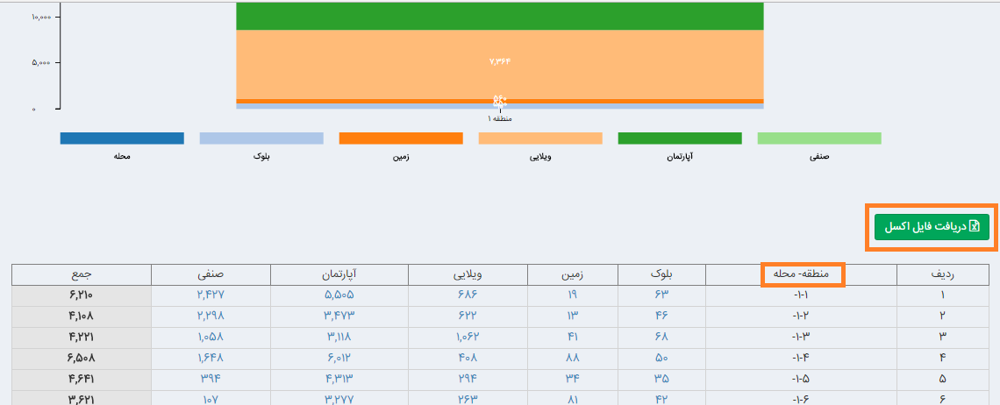 ۱۰,۰۰۰
۷,۳۶۴
۵,۰۰۰
۵۶۰
۰
منطقه ۱
محله
بلوک
زمین
ویلایی
آپارتمان
صنفی
دریافت فایل اکسل
ردیف منطقه- محله بلوک زمین ویلایی آپارتمان صنفی جمع
۱ ۱-۱- ۶۳ ۱۹ ۶۸۶ ۵,۵۰۵ ۲,۴۲۷ ۶,۲۱۰
۲ ۱-۲- ۴۶ ۱۳ ۶۲۲ ۳,۴۷۳ ۲,۲۹۸ ۴,۱۰۸
۳ ۱-۳- ۶۸ ۴۱ ۱,۰۶۲ ۳,۱۱۸ ۱,۰۵۸ ۴,۲۲۱
۴ ۱-۴- ۵۰ ۸۸ ۴۰۸ ۶,۰۱۲ ۱,۶۴۸ ۶,۵۰۸
۵ ۱-۵- ۳۵ ۳۴ ۲۹۴ ۴,۳۱۳ ۳۹۴ ۴,۶۴۱
۶ ۱-۶- ۴۲ ۸۱ ۲۶۳ ۳,۲۷۷ ۱۰۷ ۳,۶۲۱